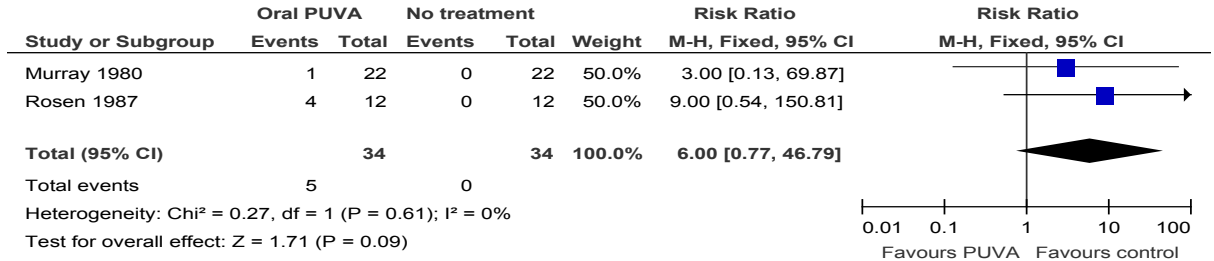 Oral PUVA No treatment Risk Ratio Risk Ratio
Study or Subgroup Events Total Events Total Weight M-H, Fixed, 95% CI M-H, Fixed, 95% CI
Murray 1980 1 22 0 22 50.0% 3.00 [0.13, 69.87]
Rosen 1987 4 12 0 12 50.0% 9.00 [0.54, 150.81]
Total (95% CI) 34 34 100.0% 6.00 [0.77, 46.79]
Total events 5 0
Heterogeneity: Chi² = 0.27, df = 1 (P = 0.61); I² = 0%
Test for overall effect: Z = 1.71 (P = 0.09)
0.01 0.1 1 10 100
Favours PUVA Favours control